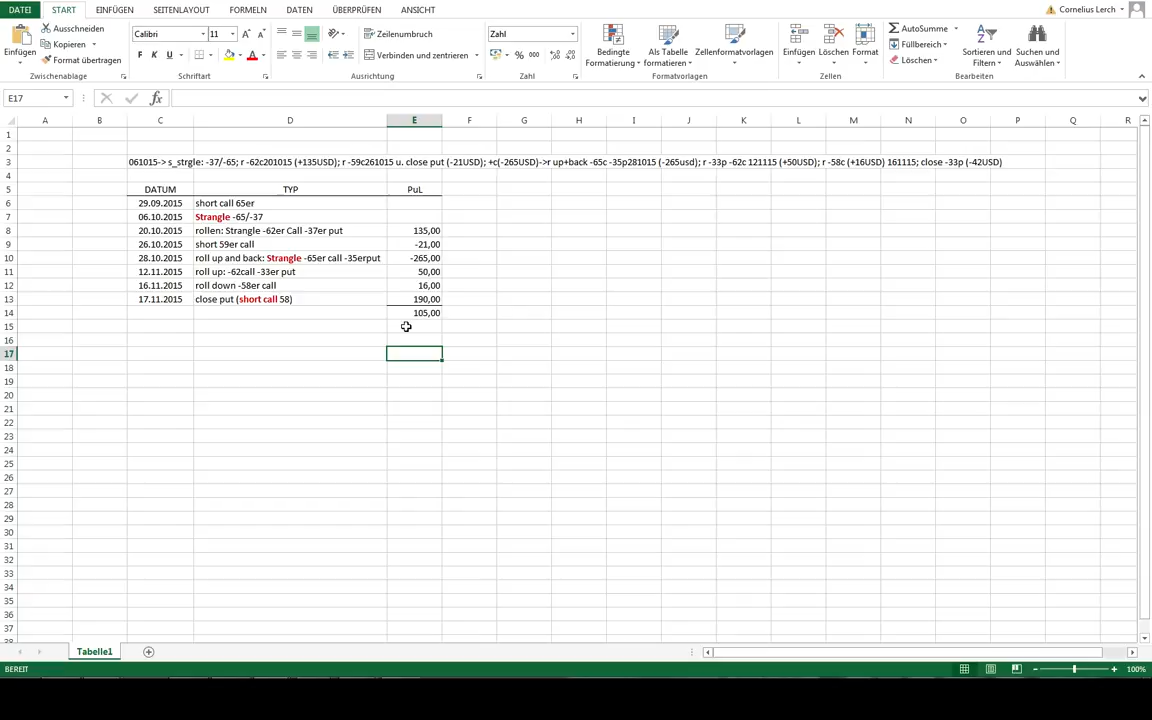 DATEI START EINFÜGEN SEITENLAYOUT FORMELN DATEN ÜBERPRÜFEN ANSICHT Cornelius Lerch
Einfügen Ausschneiden Kopieren Format übertragen
Zwischenablage
Calibri 11
F K U
Schriftart
Zeilenumbruch
Verbinden und zentrieren
Ausrichtung
Zahl
% 000
Zahl
Bedingte Formatierung Als Tabelle formatieren Zellenformatvorlagen
Formatvorlagen
Einfügen Löschen Format
Zellen
AutoSumme
Füllbereich
Löschen
Sortieren und Filtern Suchen und Auswählen
Bearbeiten
E17 fx
A B C D E F G H I J K L M N O P Q R
1
2
3 061015-> s_strgle: -37/-65; r -62c201015 (+135USD); r -59c261015 u. close put (-21USD); +c(-265USD)->r up+back -65c -35p281015 (-265usd); r -33p -62c 121115 (+50USD); r -58c (+16USD) 161115; close -33p (-42USD)
4
5 DATUM TYP PuL
6 29.09.2015 short call 65er
7 06.10.2015 Strangle -65/-37
8 20.10.2015 rollen: Strangle -62er Call -37er put 135,00
9 26.10.2015 short 59er call -21,00
10 28.10.2015 roll up and back: Strangle -65er call -35erput -265,00
11 12.11.2015 roll up: -62call -33er put 50,00
12 16.11.2015 roll down -58er call 16,00
13 17.11.2015 close put (short call 58) 190,00
14 105,00
15
16
17
18
19
20
21
22
23
24
25
26
27
28
29
30
31
32
33
34
35
36
37
38
Tabelle1
BEREIT 100%